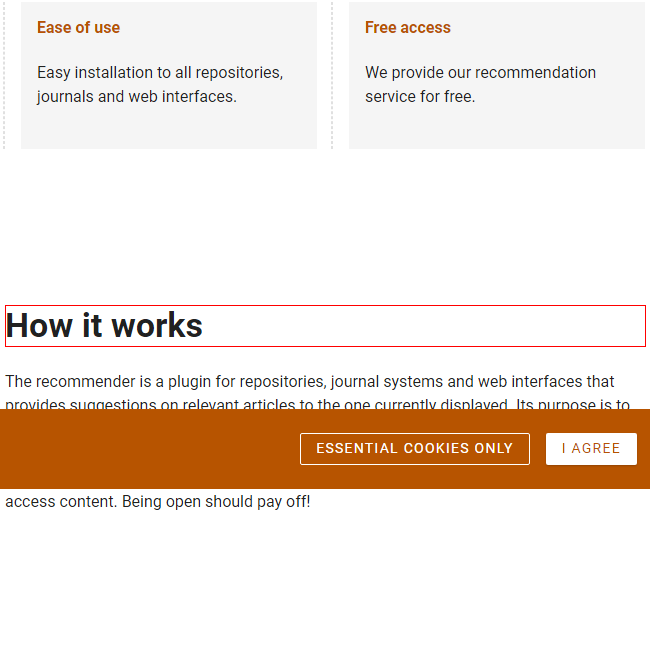 Ease of use
Easy installation to all repositories,
journals and web interfaces.
Free access
We provide our recommendation
service for free.
How it works
The recommender is a plugin for repositories, journal systems and web interfaces that
provides suggestions on relevant articles to the one currently displayed. Its purpose is to
ESSENTIAL COOKIES ONLY
I AGREE
access content. Being open should pay off!